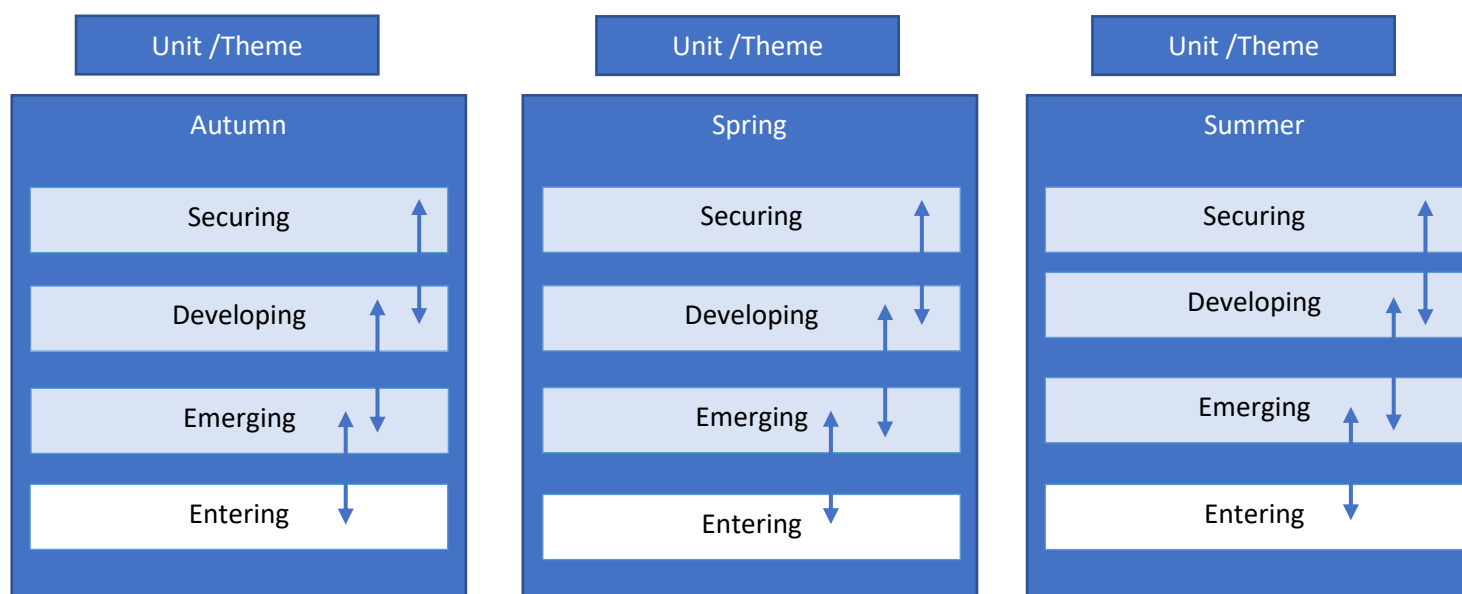 Unit /Theme
Unit /Theme
Unit /Theme
Autumn
Securing
Developing
Emerging
Entering
Spring
Securing
Developing
Emerging
Entering
Summer
Securing
Developing
Emerging
Entering